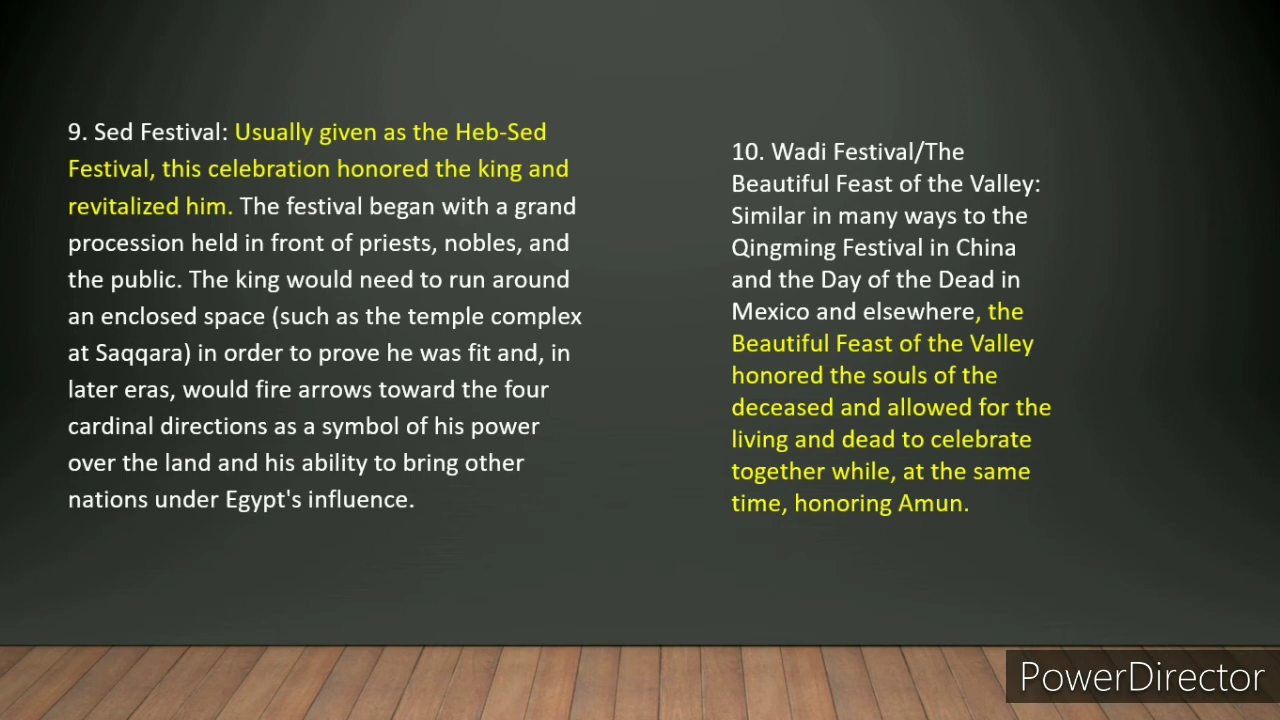 9. Sed Festival: Usually given as the Heb-Sed
Festival, this celebration honored the king and
revitalized him. The festival began with a grand
procession held in front of priests, nobles, and
the public. The king would need to run around
an enclosed space (such as the temple complex
at Saqqara) in order to prove he was fit and, in
later eras, would fire arrows toward the four
cardinal directions as a symbol of his power
over the land and his ability to bring other
nations under Egypt's influence.
10. Wadi Festival/The
Beautiful Feast of the Valley:
Similar in many ways to the
Qingming Festival in China
and the Day of the Dead in
Mexico and elsewhere, the
Beautiful Feast of the Valley
honored the souls of the
deceased and allowed for the
living and dead to celebrate
together while, at the same
time, honoring Amun.
PowerDirector